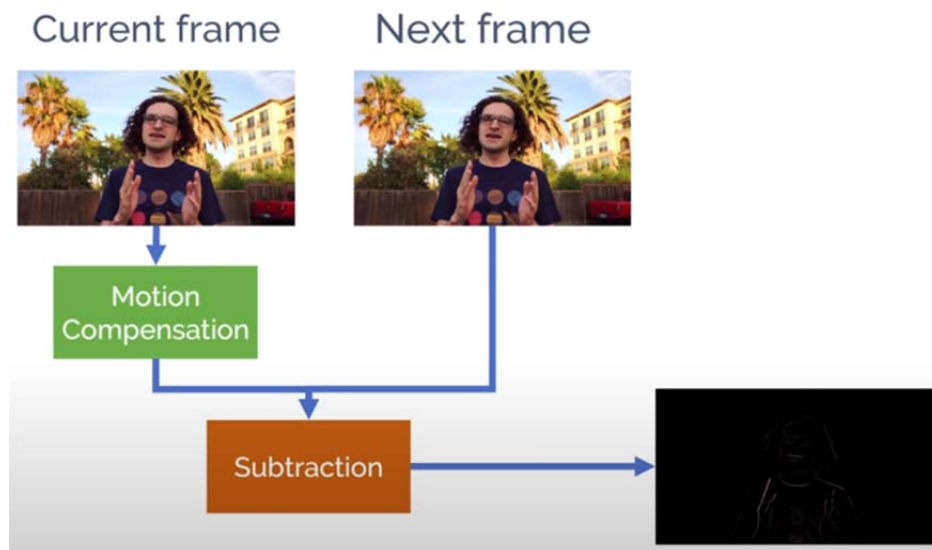 Current frame
Next frame
Motion
Compensation
Subtraction